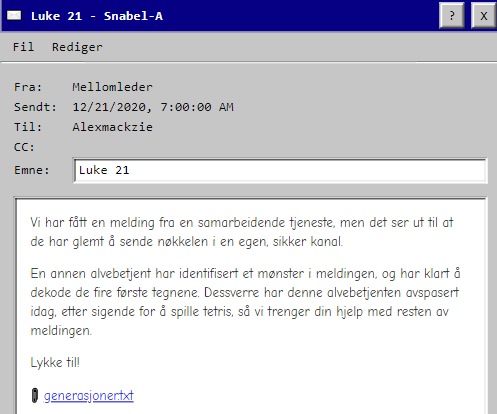 Luke 21 - Snabel-A ? X
Fil Rediger
Fra: Mellomleder
Sendt: 12/21/2020, 7:00:00 AM
Til: Alexmackzie
CC:
Emne: Luke 21
Vi har fått en melding fra en samarbeidende tjeneste, men det ser ut til at
de har glemt å sende nøkkelen i en egen, sikker kanal.
En annen alvebetjent har identifisert et mønster i meldingen, og har klart å
dekode de fire første tegnene. Dessverre har denne alvebetjenten avspasert
idag, etter sigende for å spille tetris, så vi trenger din hjelp med resten av
meldingen.
Lykke til!
generasjoner.txt